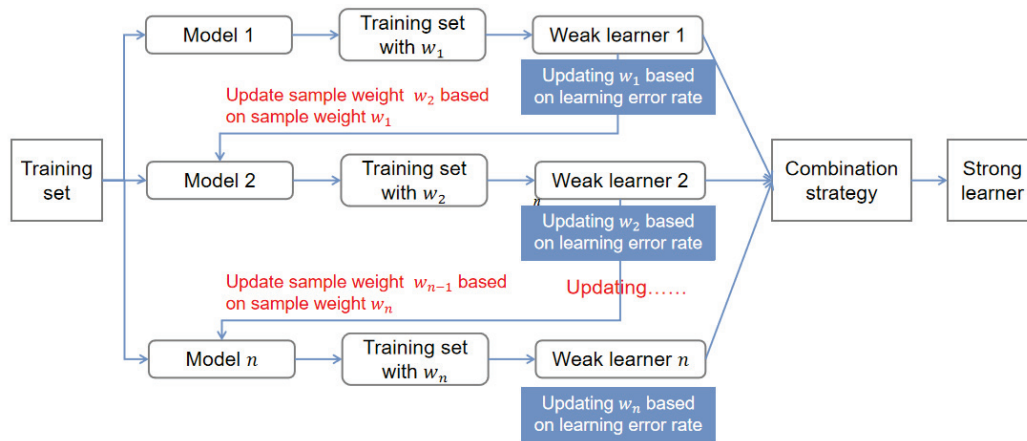 Model 1
Training set
with w₁
Weak learner 1
Updating w₁ based
on learning error rate
Update sample weight w₂ based
on sample weight w₁
Training
set
Model 2
Training set
with w₂
Weak learner 2
n
Updating w₂ based
on learning error rate
Combination
strategy
Strong
learner
Update sample weight wₙ₋₁ based
on sample weight wₙ
Updating……
Model n
Training set
with wₙ
Weak learner n
Updating wₙ based
on learning error rate